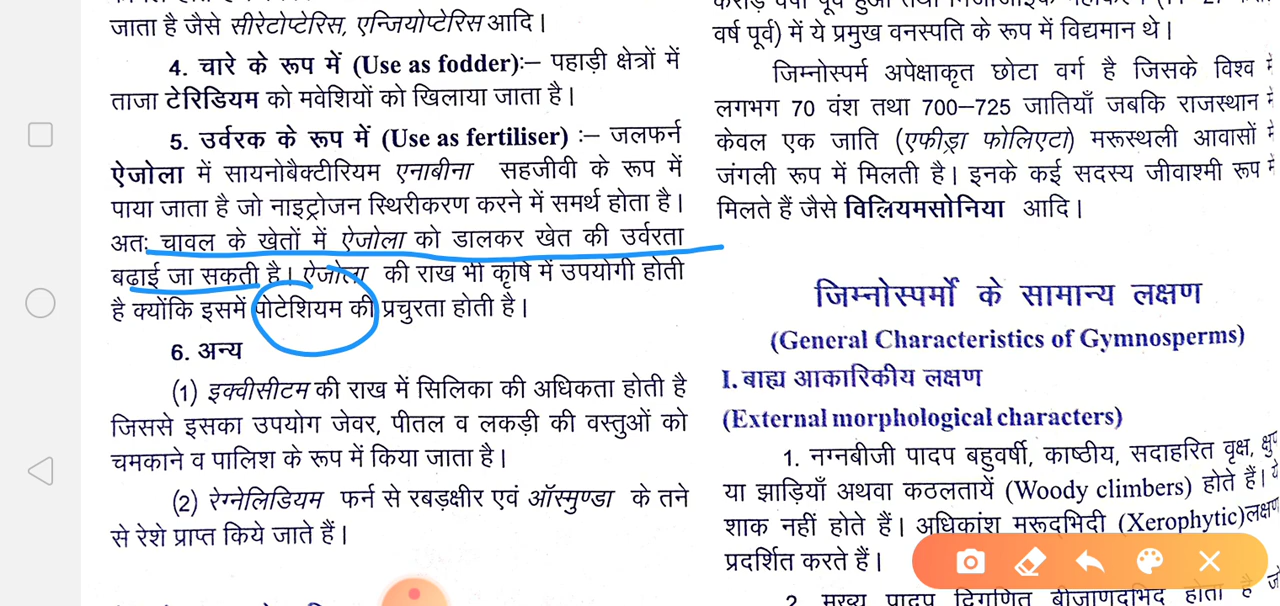 जाता है जैसे सीरेटोप्टेरिस, एन्जियोप्टेरिस आदि।
4. चारे के रूप में (Use as fodder):– पहाड़ी क्षेत्रों में
ताजा टेरिडियम को मवेशियों को खिलाया जाता है।
5. उर्वरक के रूप में (Use as fertiliser) :– जलफर्न
ऐजोला में सायनोबैक्टीरियम एनाबीना सहजीवी के रूप में
पाया जाता है जो नाइट्रोजन स्थिरीकरण करने में समर्थ होता है।
अतः चावल के खेतों में ऐजोला को डालकर खेत की उर्वरता
बढ़ाई जा सकती है। ऐजोला की राख भी कृषि में उपयोगी होती
है क्योंकि इसमें पोटेशियम की प्रचुरता होती है।
6. अन्य
(1) इक्वीसीटम की राख में सिलिका की अधिकता होती है
जिससे इसका उपयोग जेवर, पीतल व लकड़ी की वस्तुओं को
चमकाने व पालिश के रूप में किया जाता है।
(2) रेग्नेलिडियम फर्न से रबड़क्षीर एवं ऑस्मुण्डा के तने
से रेशे प्राप्त किये जाते हैं।
वर्ष पूर्व) में ये प्रमुख वनस्पति के रूप में विद्यमान थे।
जिम्नोस्पर्म अपेक्षाकृत छोटा वर्ग है जिसके विश्व में
लगभग 70 वंश तथा 700–725 जातियाँ जबकि राजस्थान में
केवल एक जाति (एफीड्रा फोलिएटा) मरूस्थली आवासों में
जंगली रूप में मिलती है। इनके कई सदस्य जीवाश्मी रूप में
मिलते हैं जैसे विलियमसोनिया आदि।
जिम्नोस्पर्मों के सामान्य लक्षण
(General Characteristics of Gymnosperms)
I. बाह्य आकारिकीय लक्षण
(External morphological characters)
1. नग्नबीजी पादप बहुवर्षी, काष्ठीय, सदाहरित वृक्ष, क्षुप
या झाड़ियाँ अथवा कठलतायें (Woody climbers) होते हैं। ये
शाक नहीं होते हैं। अधिकांश मरूद्भिदी (Xerophytic) लक्षण
प्रदर्शित करते हैं।
2. मुख्य पादप द्विगुणित बीजाणुद्भिद होता है जो